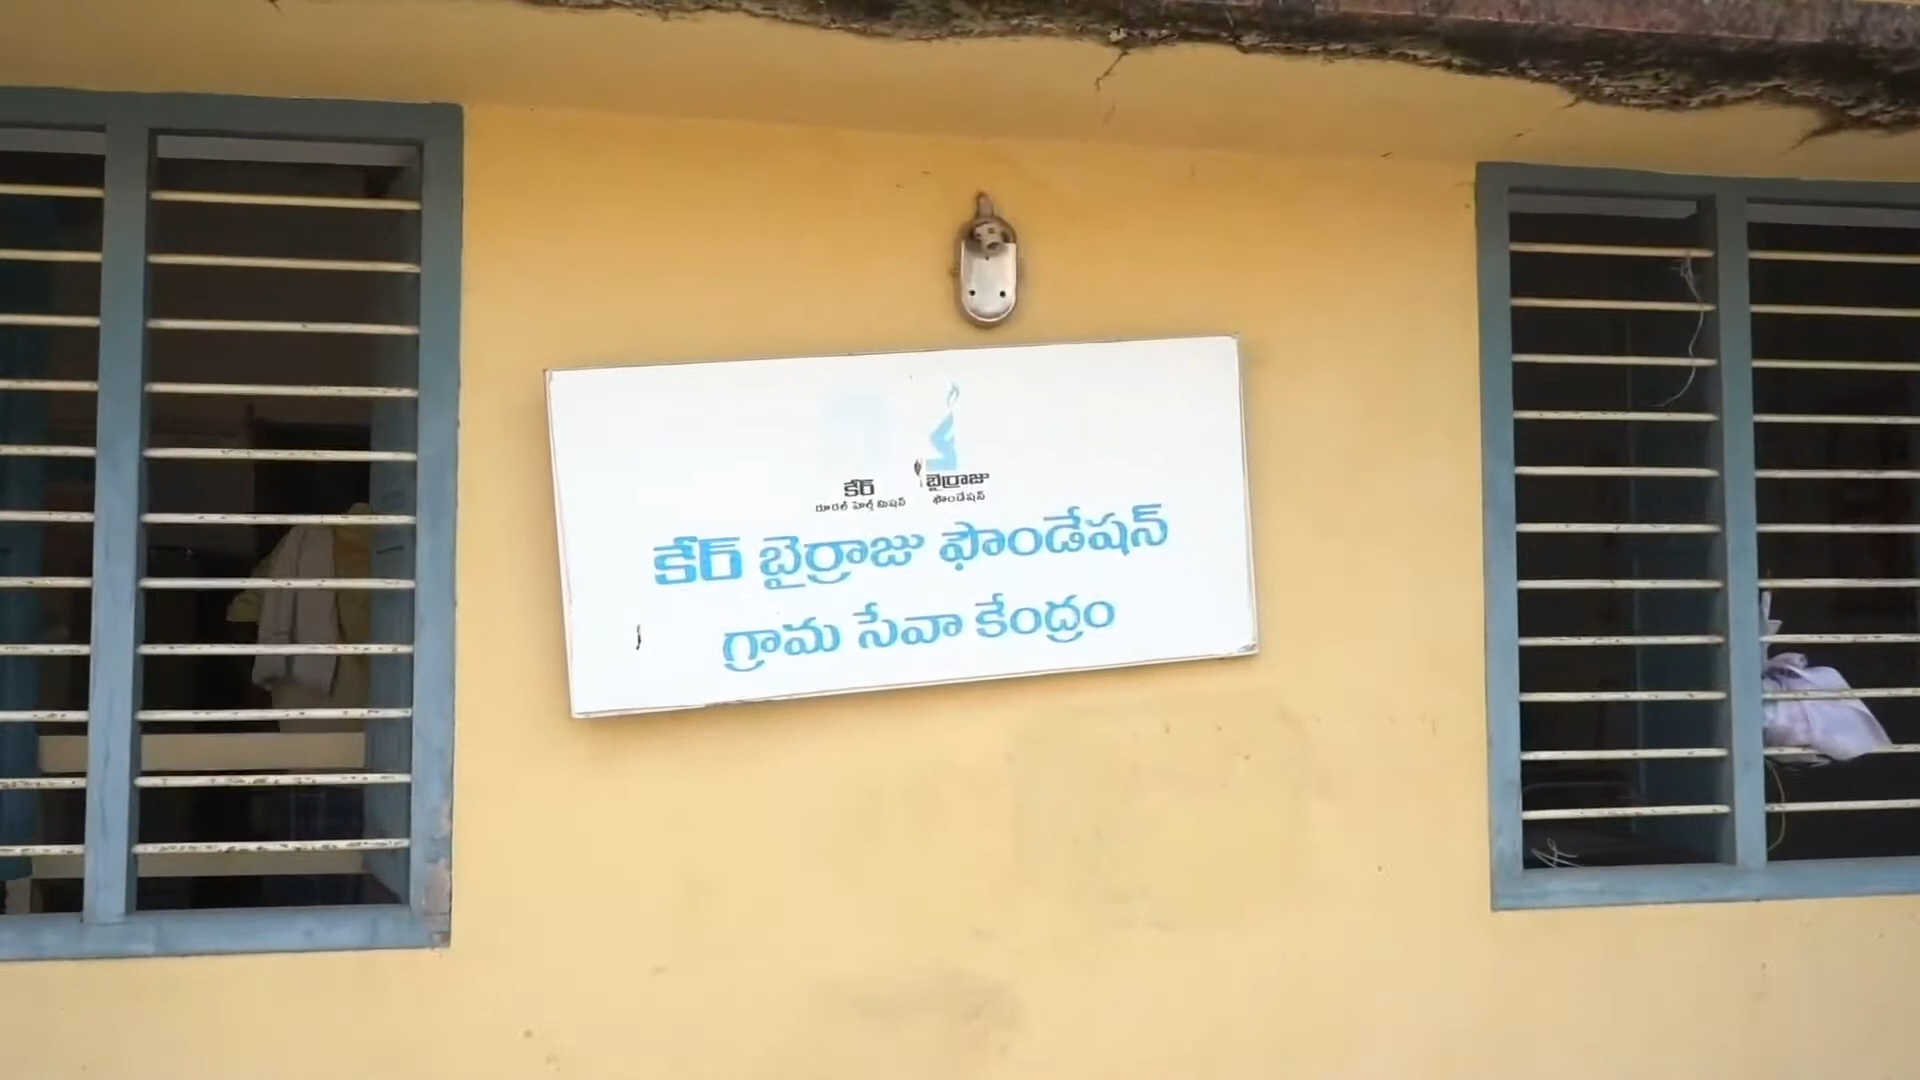 కేర్ బైర్రాజు
రూరల్ హెల్త్ మిషన్ ఫౌండేషన్
కేర్ బైర్రాజు ఫౌండేషన్
గ్రామ సేవా కేంద్రం